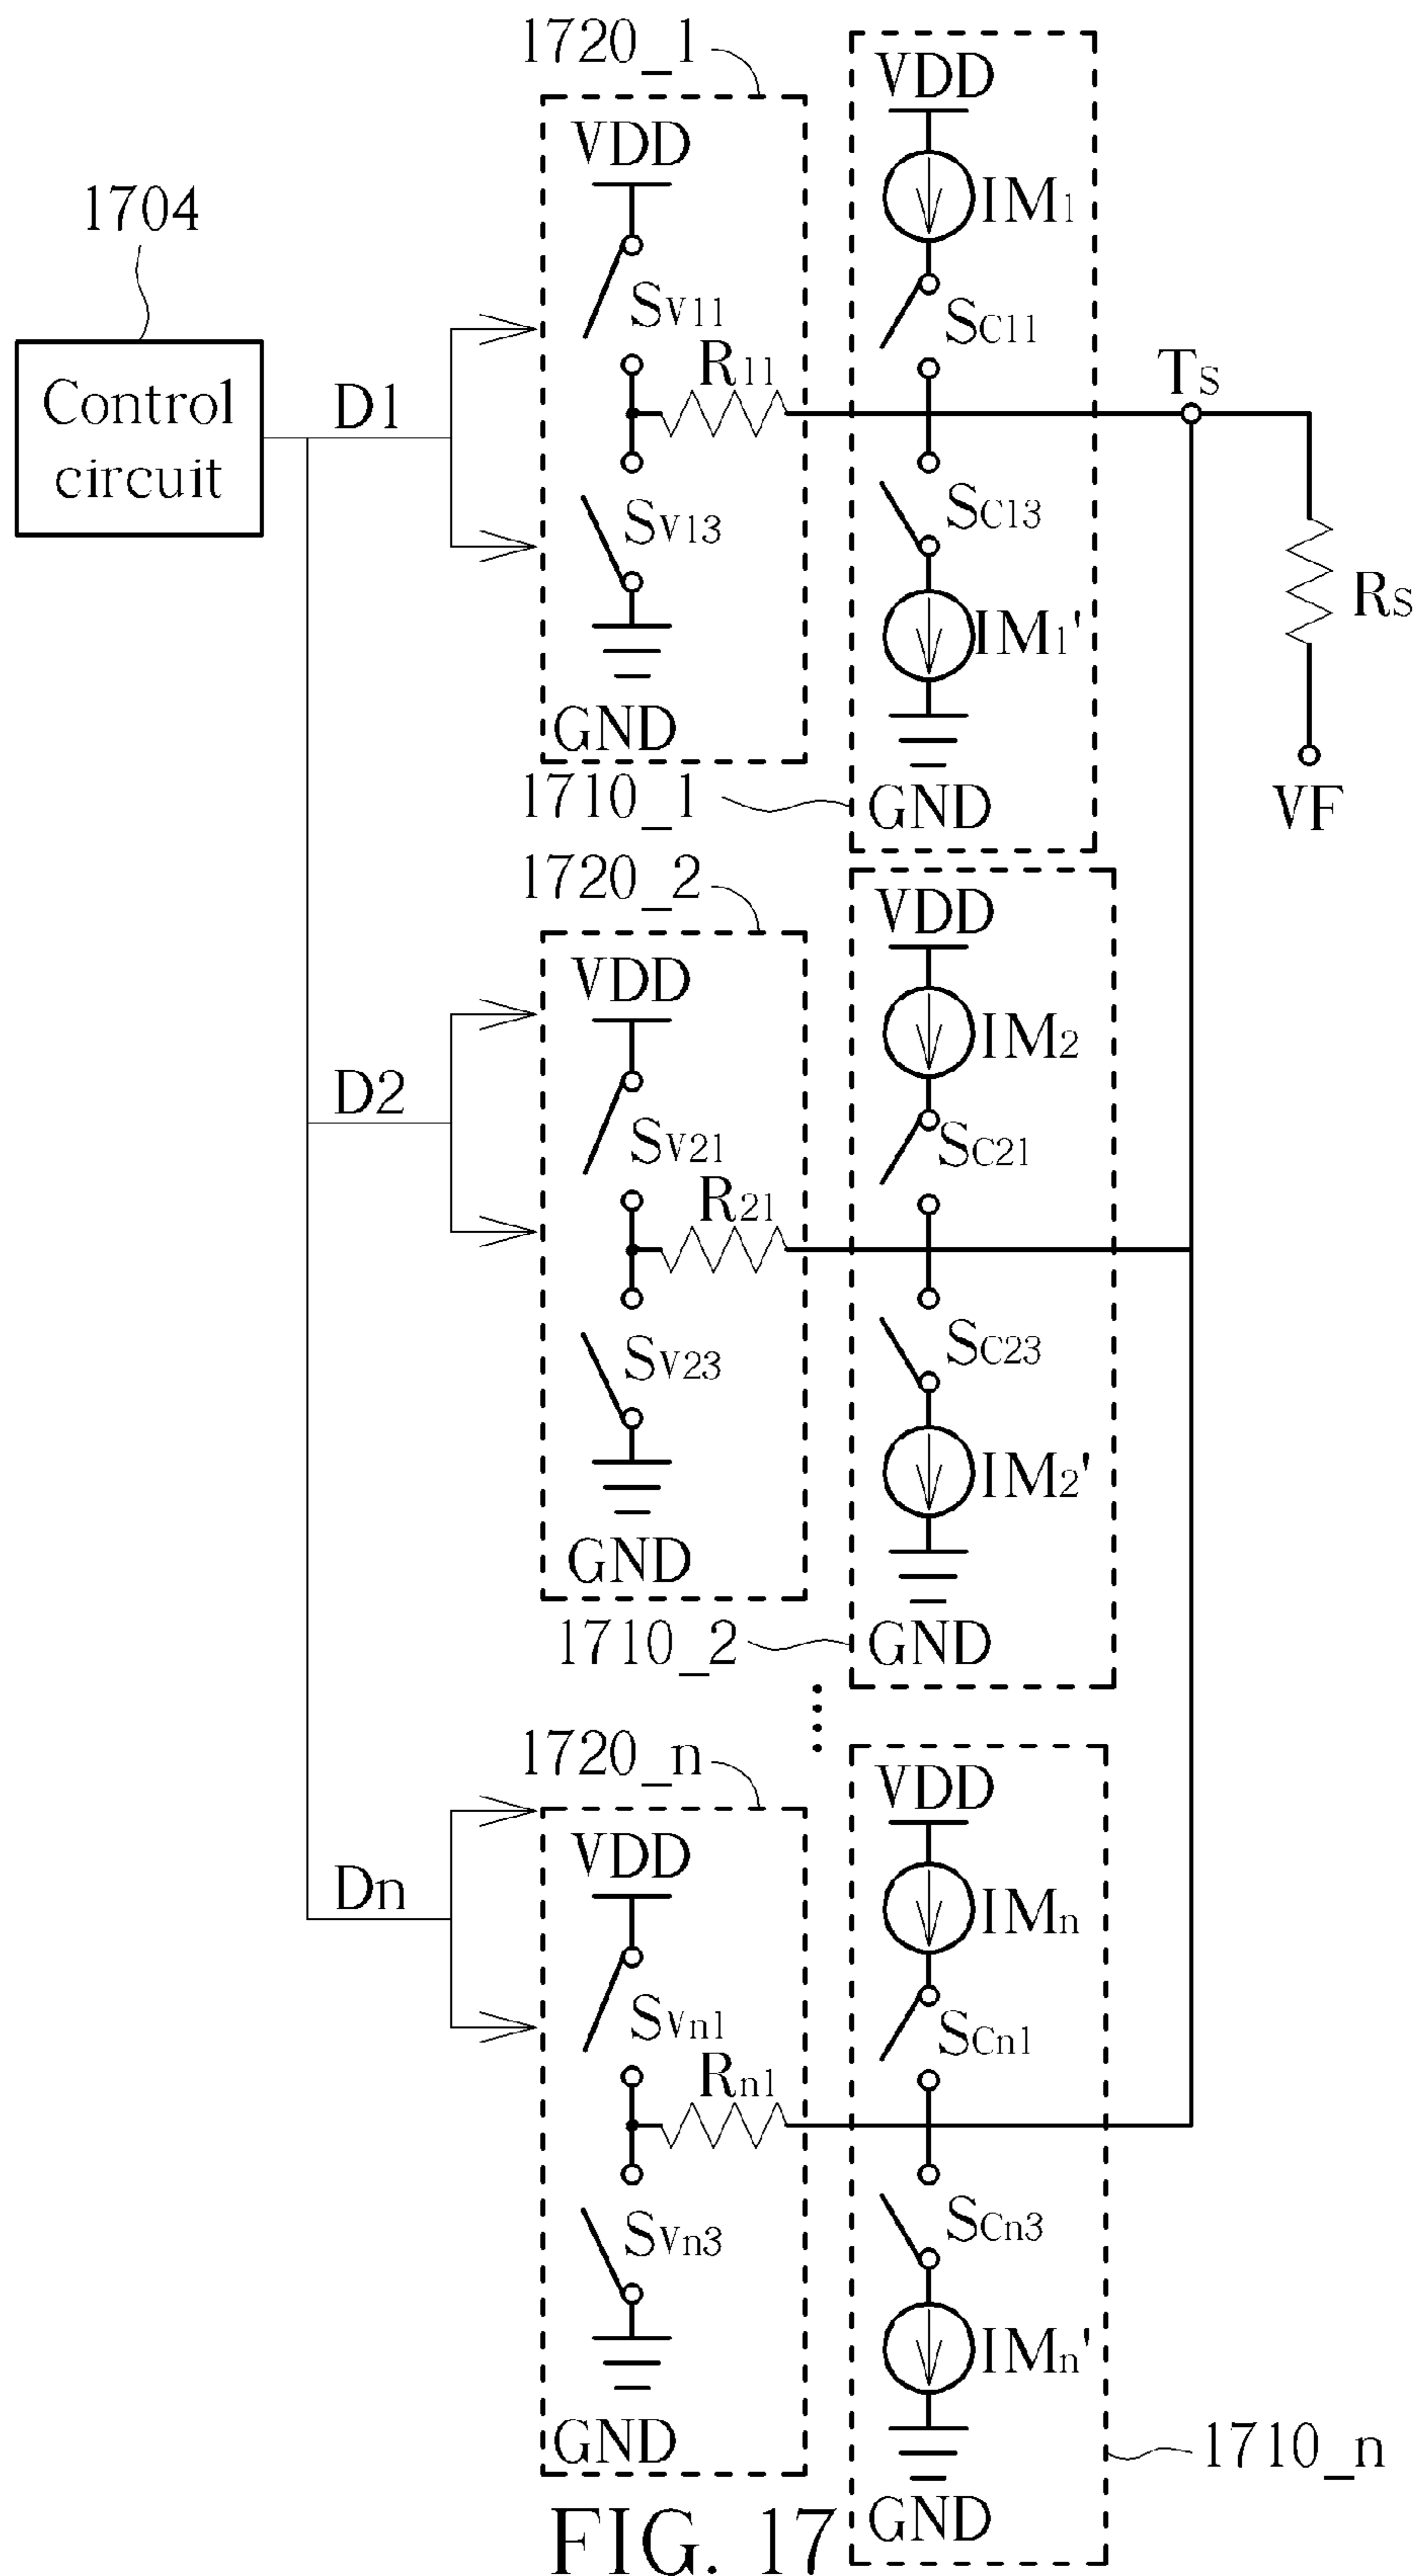 1720_1
VDD
VDD
IM1
1704
SV11
SC11
R11
TS
Control
circuit
D1
SV13
SC13
RS
IM1'
GND
1710_1
GND
VF
1720_2
VDD
VDD
IM2
D2
SV21
SC21
R21
SV23
SC23
IM2'
GND
1710_2
GND
1720_n
VDD
VDD
Dn
IMn
SVn1
SCn1
Rn1
SVn3
SCn3
IMn'
GND
1710_n
GND
FIG. 17